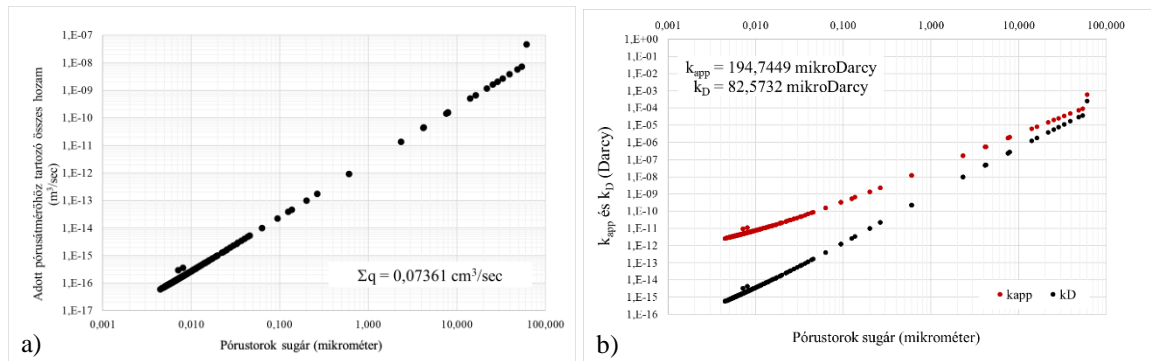 Adott pórusátmérőhöz tartozó összes hozam
(m³/sec)
1,E-07
1,E-08
1,E-09
1,E-10
1,E-11
1,E-12
1,E-13
1,E-14
1,E-15
1,E-16
1,E-17
Σq = 0,07361 cm³/sec
0,001 0,010 0,100 1,000 10,000 100,000
Pórustorok sugár (mikrométer)
a)
0,001 0,010 0,100 1,000 10,000 100,000
k_app és k_D (Darcy)
1,E+00
1,E-01
1,E-02
1,E-03
1,E-04
1,E-05
1,E-06
1,E-07
1,E-08
1,E-09
1,E-10
1,E-11
1,E-12
1,E-13
1,E-14
1,E-15
1,E-16
k_app = 194,7449 mikroDarcy
k_D = 82,5732 mikroDarcy
kapp kD
Pórustorok sugár (mikrométer)
b)